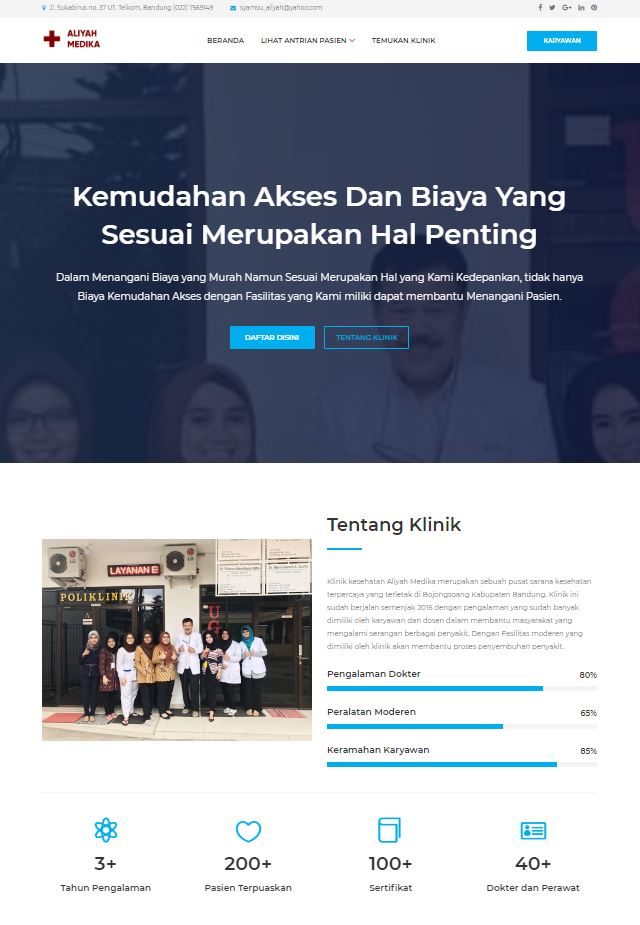 Jl. Sukabirus no. 37 UT. Telkom, Bandung (022) 7569149
syamsu_aliyah@yahoo.com
ALIYAH
MEDIKA
BERANDA
LIHAT ANTRIAN PASIEN
TEMUKAN KLINIK
KARYAWAN
Kemudahan Akses Dan Biaya Yang
Sesuai Merupakan Hal Penting
Dalam Menangani Biaya yang Murah Namun Sesuai Merupakan Hal yang Kami Kedepankan, tidak hanya
Biaya Kemudahan Akses dengan Fasilitas yang Kami miliki dapat membantu Menangani Pasien.
DAFTAR DISINI
TENTANG KLINIK
LAYANAN
POLIKLINIK
UG
LG
LG
Tentang Klinik
Klinik kesehatan Aliyah Medika merupakan sebuah pusat sarana kesehatan
terpercaya yang terletak di Bojongsoang Kabupaten Bandung. Klinik ini
sudah berjalan semenjak 2016 dengan pengalaman yang sudah banyak
dimiliki oleh karyawan dan dosen dalam membantu masyarakat yang
mengalami serangan berbagai penyakit. Dengan Fasilitas moderen yang
dimiliki oleh klinik akan membantu proses penyembuhan penyakit.
Pengalaman Dokter 80%
Peralatan Moderen 65%
Keramahan Karyawan 85%
3+
Tahun Pengalaman
200+
Pasien Terpuaskan
100+
Sertifikat
40+
Dokter dan Perawat